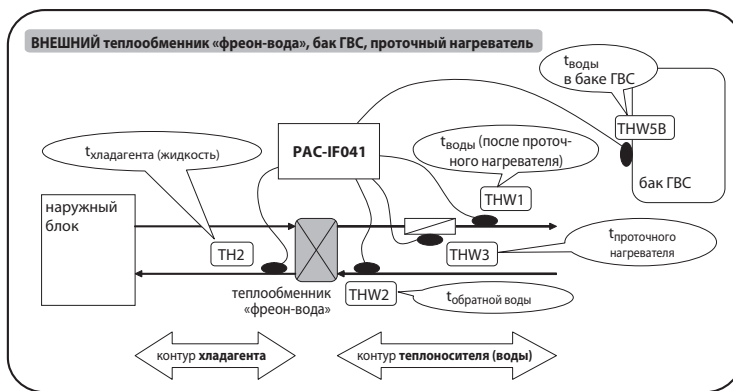 ВНЕШНИЙ теплообменник «фреон-вода», бак ГВС, проточный нагреватель
tводы
в баке ГВС
THW5B
бак ГВС
PAC-IF041
tводы (после проточ-
ного нагревателя)
THW1
tхладагента (жидкость)
наружный
блок
TH2
THW3
tпроточного
нагревателя
теплообменник
«фреон-вода»
THW2
tобратной воды
контур хладагента
контур теплоносителя (воды)